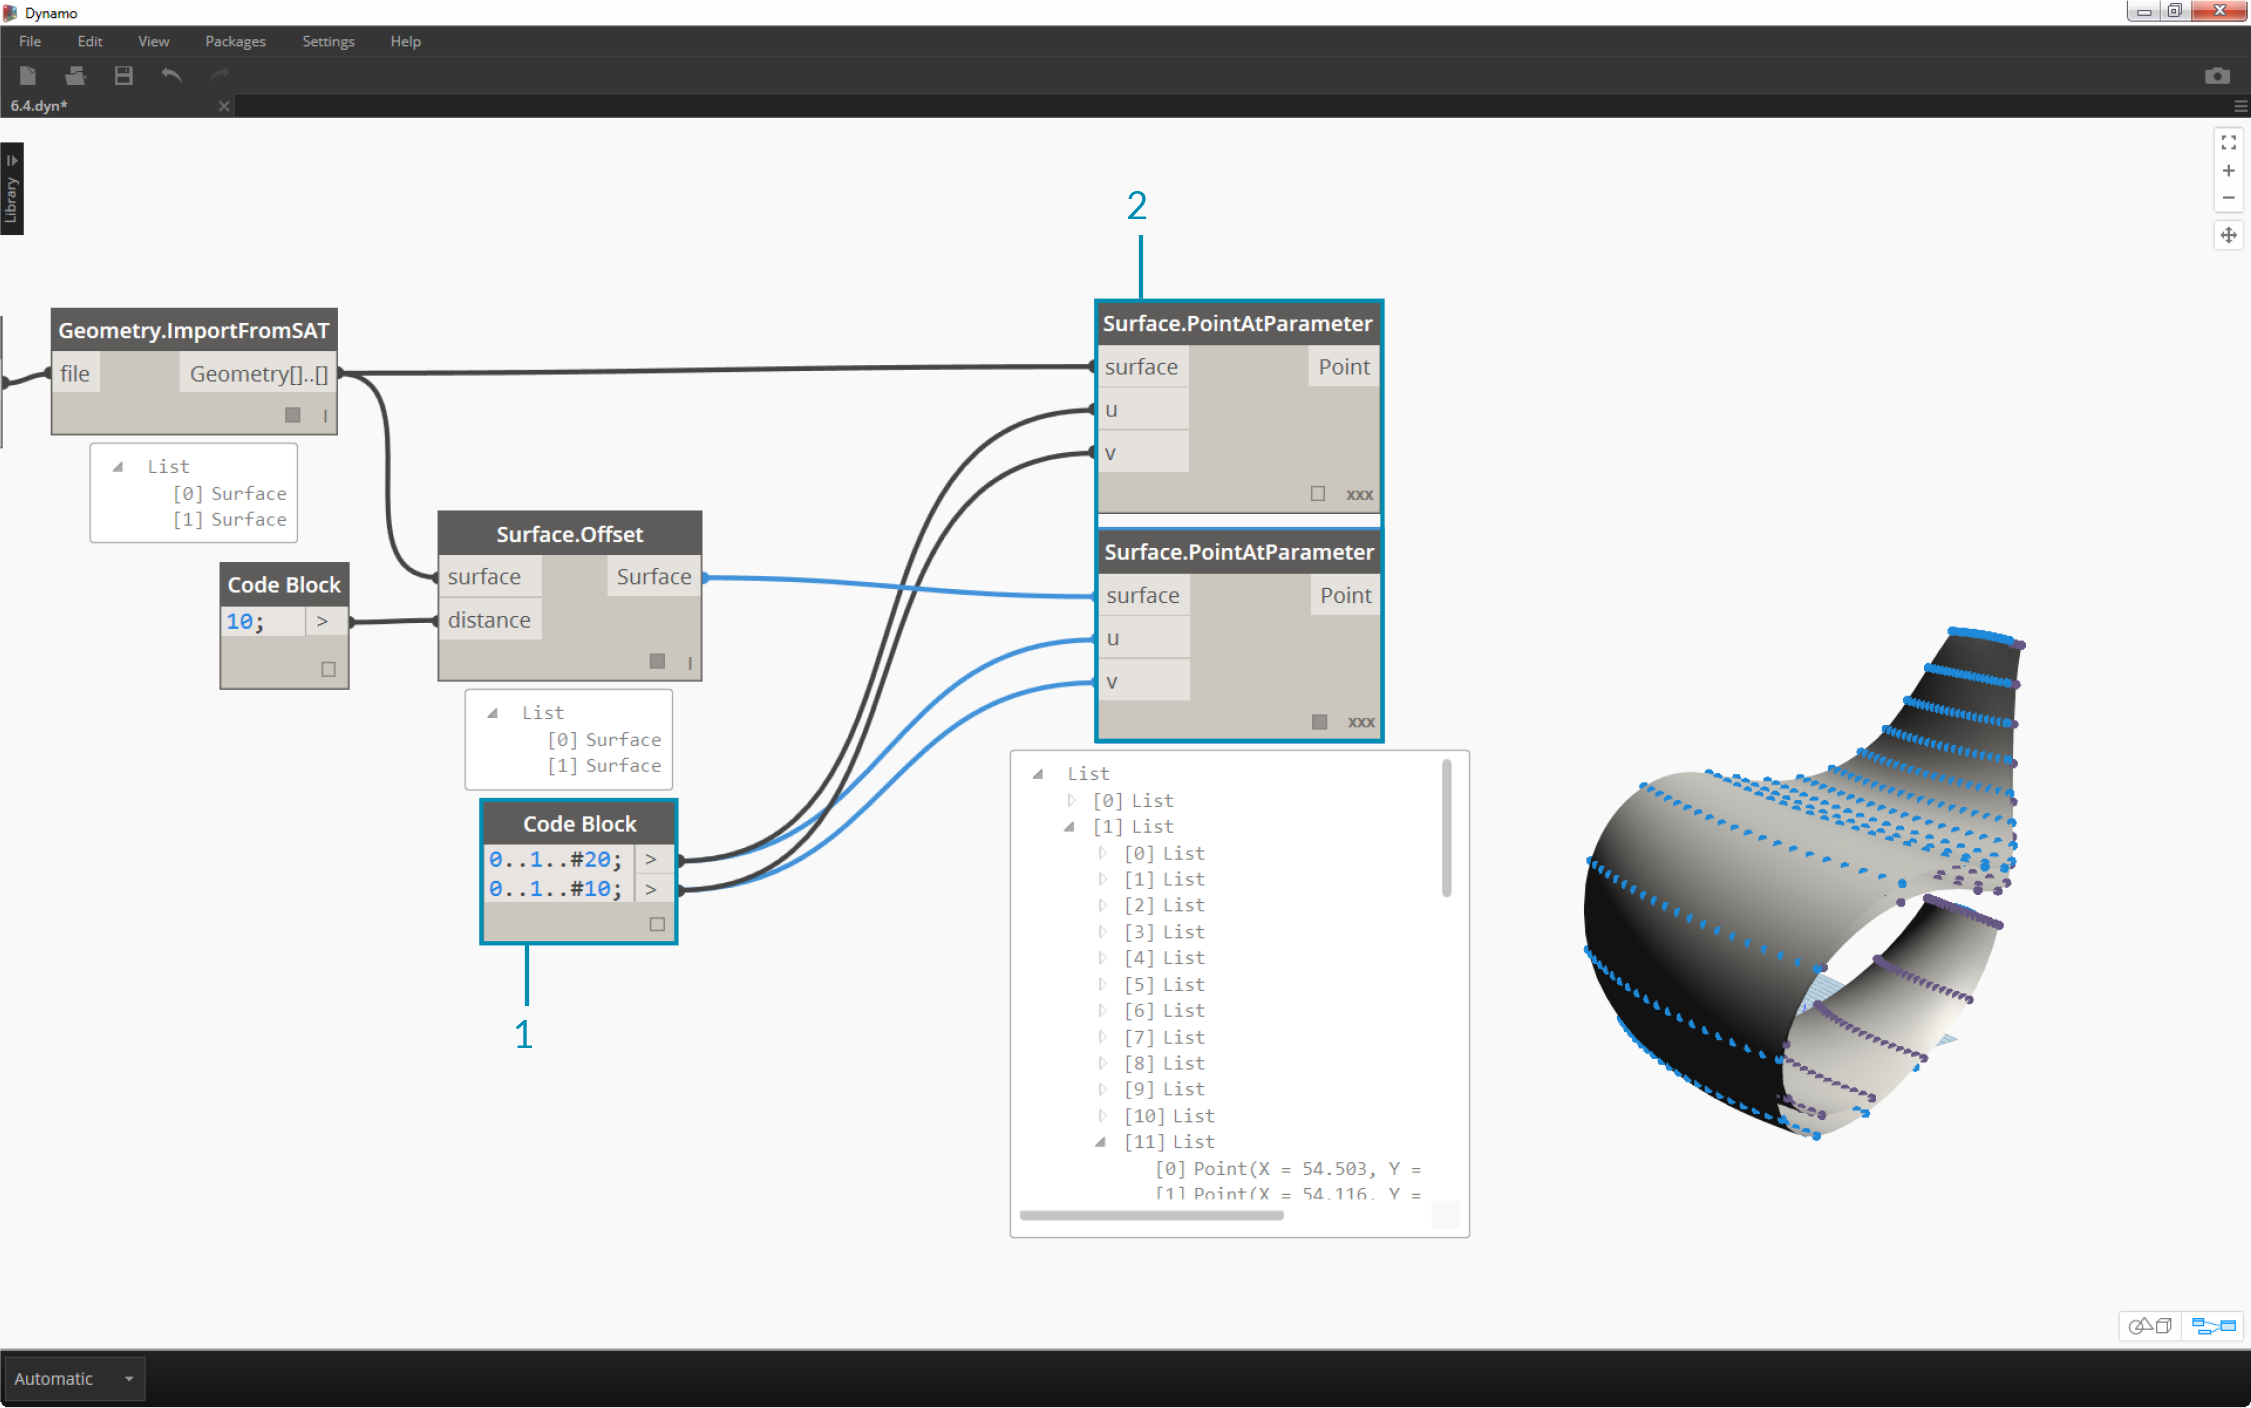 Dynamo
File Edit View Packages Settings Help
6.4.dyn*
Library
2
Geometry.ImportFromSAT
file Geometry[]..[]
l
List
[0] Surface
[1] Surface
Code Block
10; >
Surface.Offset
surface Surface
distance
l
List
[0] Surface
[1] Surface
Code Block
0..1..#20; >
0..1..#10; >
1
Surface.PointAtParameter
surface Point
u
v
xxx
Surface.PointAtParameter
surface Point
u
v
xxx
List
[0] List
[1] List
[0] List
[1] List
[2] List
[3] List
[4] List
[5] List
[6] List
[7] List
[8] List
[9] List
[10] List
[11] List
[0] Point(X = 54.503, Y =
[1] Point(X = 54.116, Y =
Automatic